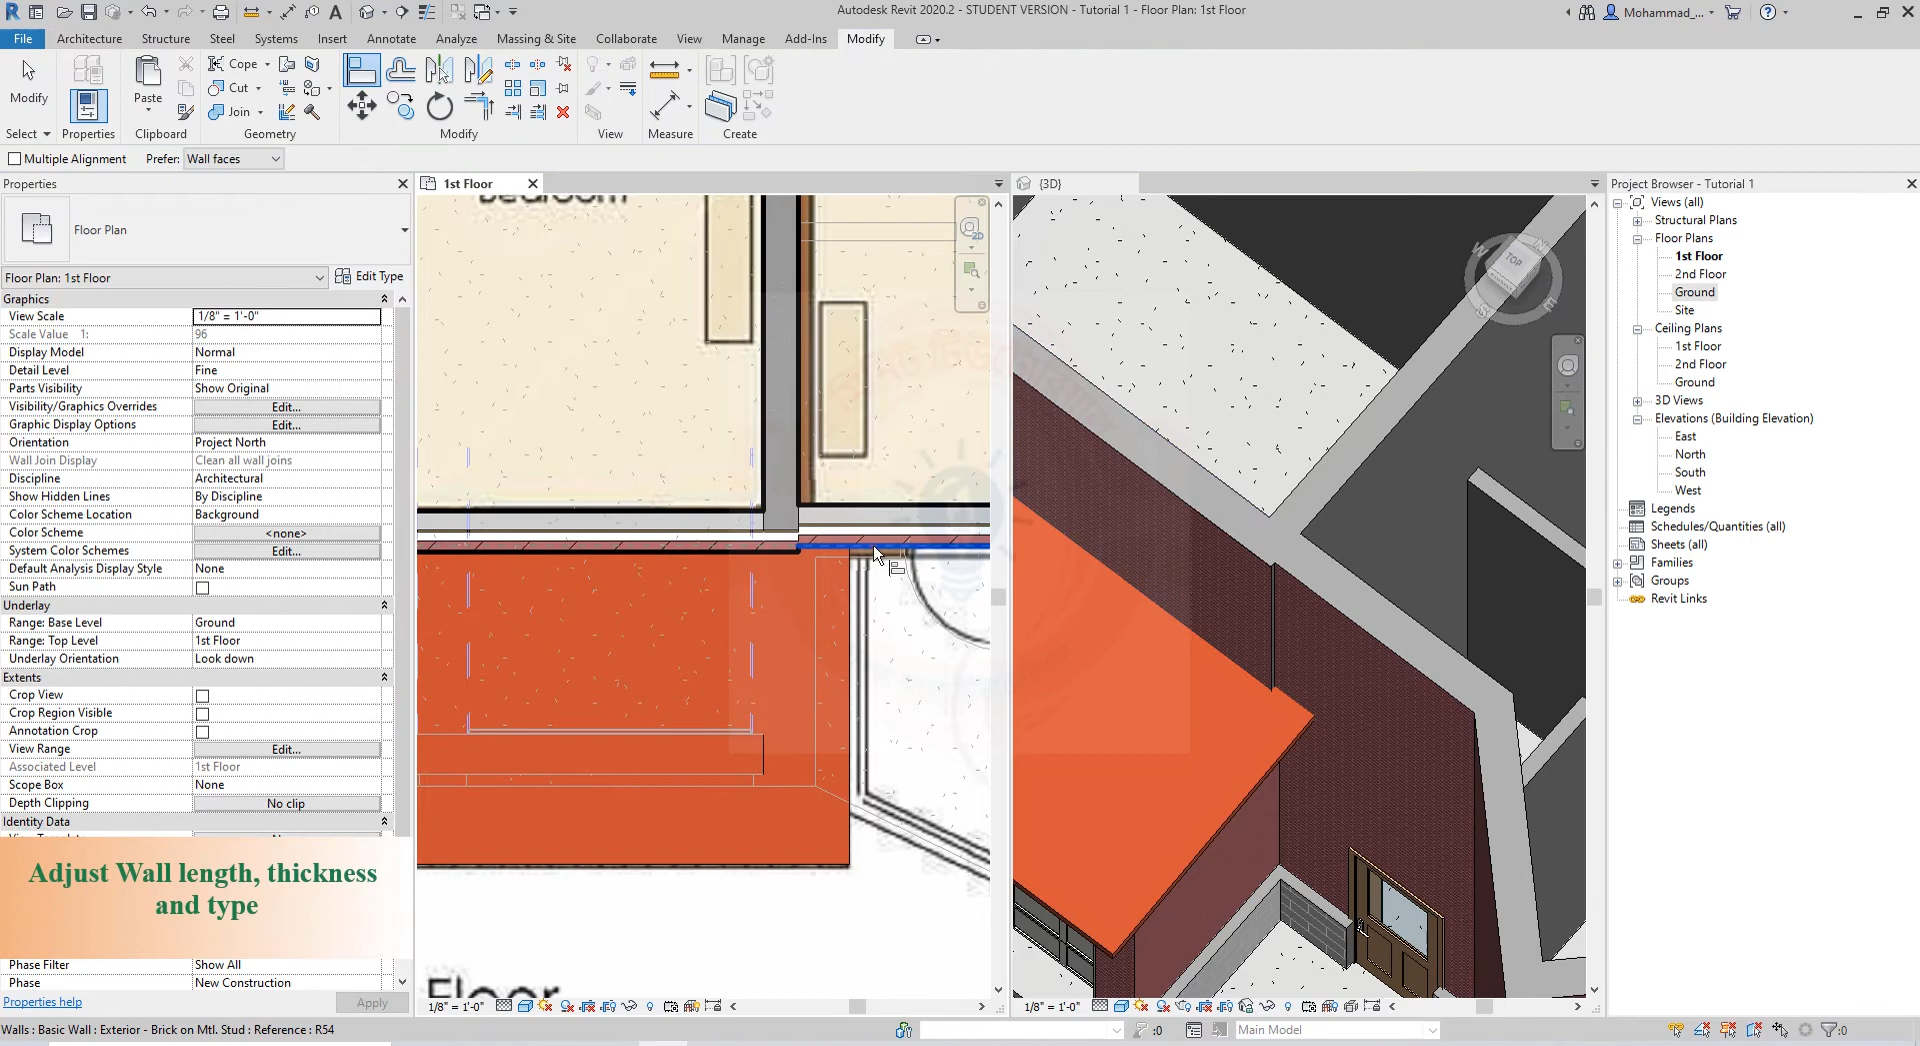 Autodesk Revit 2020.2 - STUDENT VERSION - Tutorial 1 - Floor Plan: 1st Floor
Mohammad_...
File Architecture Structure Steel Systems Insert Annotate Analyze Massing & Site Collaborate View Manage Add-Ins Modify
Modify
Paste
Cope
Cut
Join
Select Properties Clipboard Geometry Modify View Measure Create
Multiple Alignment Prefer: Wall faces
Properties
Floor Plan
Floor Plan: 1st Floor Edit Type
Graphics
View Scale 1/8" = 1'-0"
Scale Value 1: 96
Display Model Normal
Detail Level Fine
Parts Visibility Show Original
Visibility/Graphics Overrides Edit...
Graphic Display Options Edit...
Orientation Project North
Wall Join Display Clean all wall joins
Discipline Architectural
Show Hidden Lines By Discipline
Color Scheme Location Background
Color Scheme <none>
System Color Schemes Edit...
Default Analysis Display Style None
Sun Path
Underlay
Range: Base Level Ground
Range: Top Level 1st Floor
Underlay Orientation Look down
Extents
Crop View
Crop Region Visible
Annotation Crop
View Range Edit...
Associated Level 1st Floor
Scope Box None
Depth Clipping No clip
Identity Data
Adjust Wall length, thickness
and type
Phase Filter Show All
Phase New Construction
Properties help Apply
1st Floor
Bedroom
2D
Floor
1/8" = 1'-0"
{3D}
TOP
N
W
S
E
1/8" = 1'-0"
Project Browser - Tutorial 1
Views (all)
Structural Plans
Floor Plans
1st Floor
2nd Floor
Ground
Site
Ceiling Plans
1st Floor
2nd Floor
Ground
3D Views
Elevations (Building Elevation)
East
North
South
West
Legends
Schedules/Quantities (all)
Sheets (all)
Families
Groups
Revit Links
Walls : Basic Wall : Exterior - Brick on Mtl. Stud : Reference : R54
:0
Main Model
:0